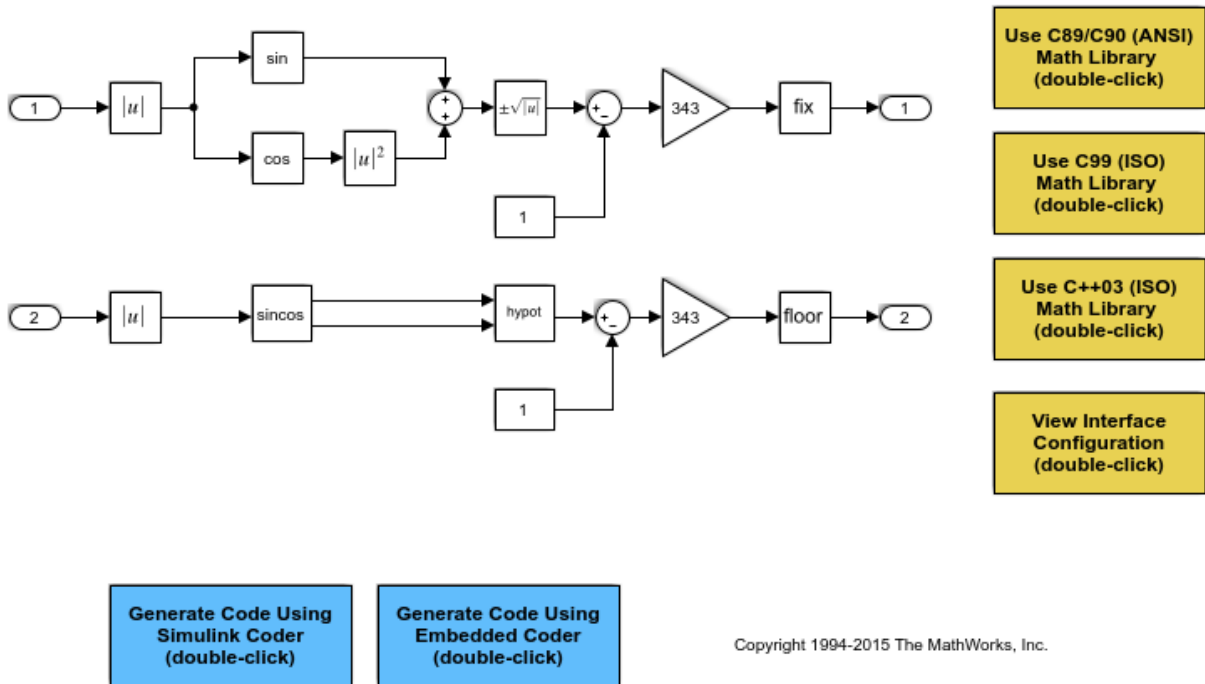 1
|u|
sin
cos
|u|²
+
+
±√|u|
+
−
1
343
fix
1
2
|u|
sincos
hypot
+
−
1
343
floor
2
Use C89/C90 (ANSI)
Math Library
(double-click)
Use C99 (ISO)
Math Library
(double-click)
Use C++03 (ISO)
Math Library
(double-click)
View Interface
Configuration
(double-click)
Generate Code Using
Simulink Coder
(double-click)
Generate Code Using
Embedded Coder
(double-click)
Copyright 1994-2015 The MathWorks, Inc.